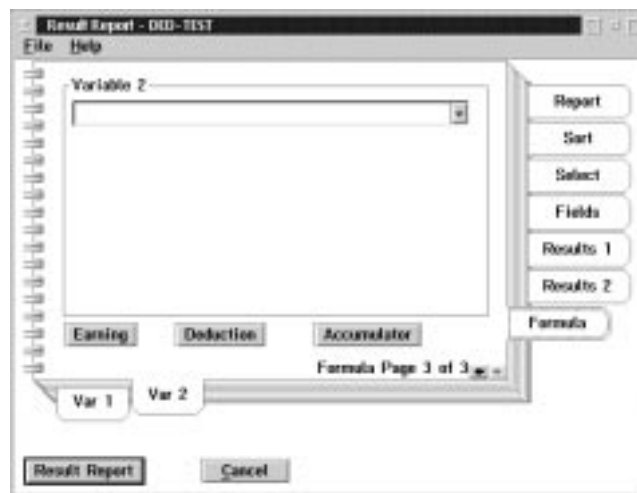 Result Report - DED-TEST
File Help
Variable 2
Report
Sort
Select
Fields
Results 1
Results 2
Formula
Earning Deduction Accumulator
Formula Page 3 of 3
Var 1 Var 2
Result Report Cancel